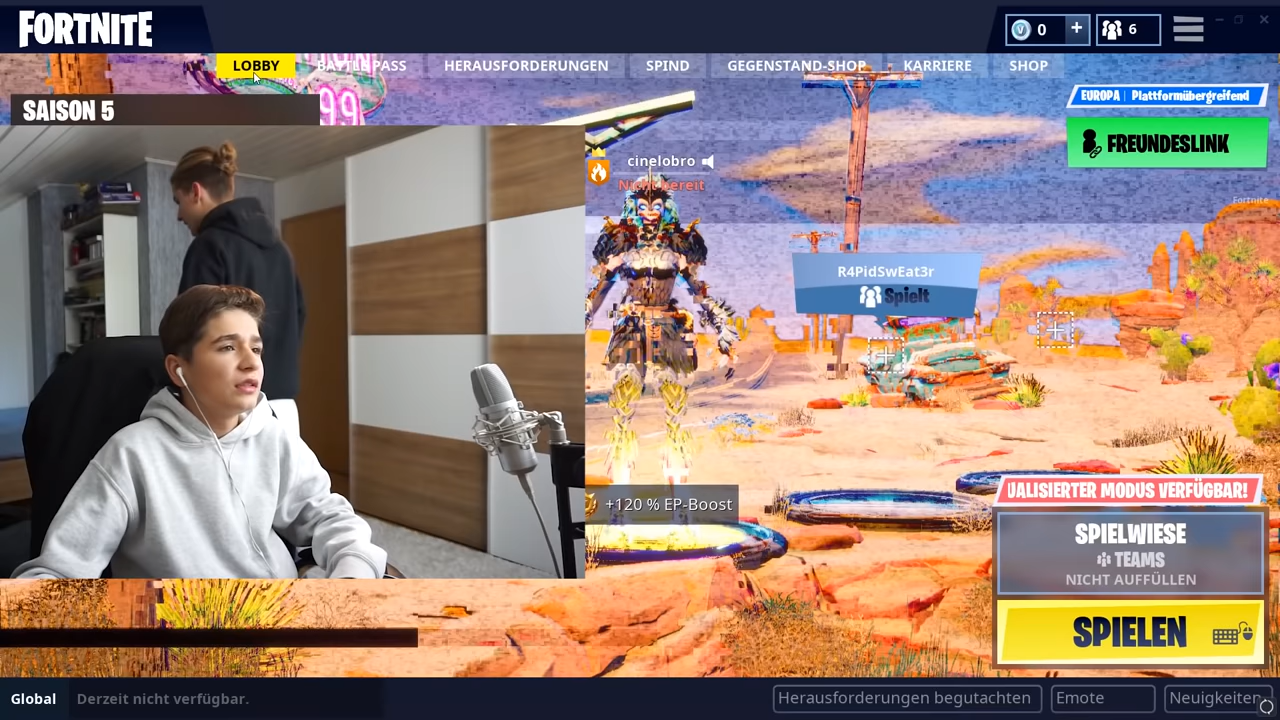 FORTNITE
0
+
6
LOBBY
BATTLE PASS
HERAUSFORDERUNGEN
SPIND
GEGENSTAND-SHOP
KARRIERE
SHOP
SAISON 5
99
EUROPA | Plattformübergreifend
FREUNDESLINK
Fortnite
cinelobro
Nicht bereit
R4PidSwEat3r
Spielt
+120 % EP-Boost
UALISIERTER MODUS VERFÜGBAR!
SPIELWIESE
TEAMS
NICHT AUFFÜLLEN
SPIELEN
Global
Derzeit nicht verfügbar.
Herausforderungen begutachten
Emote
Neuigkeiten